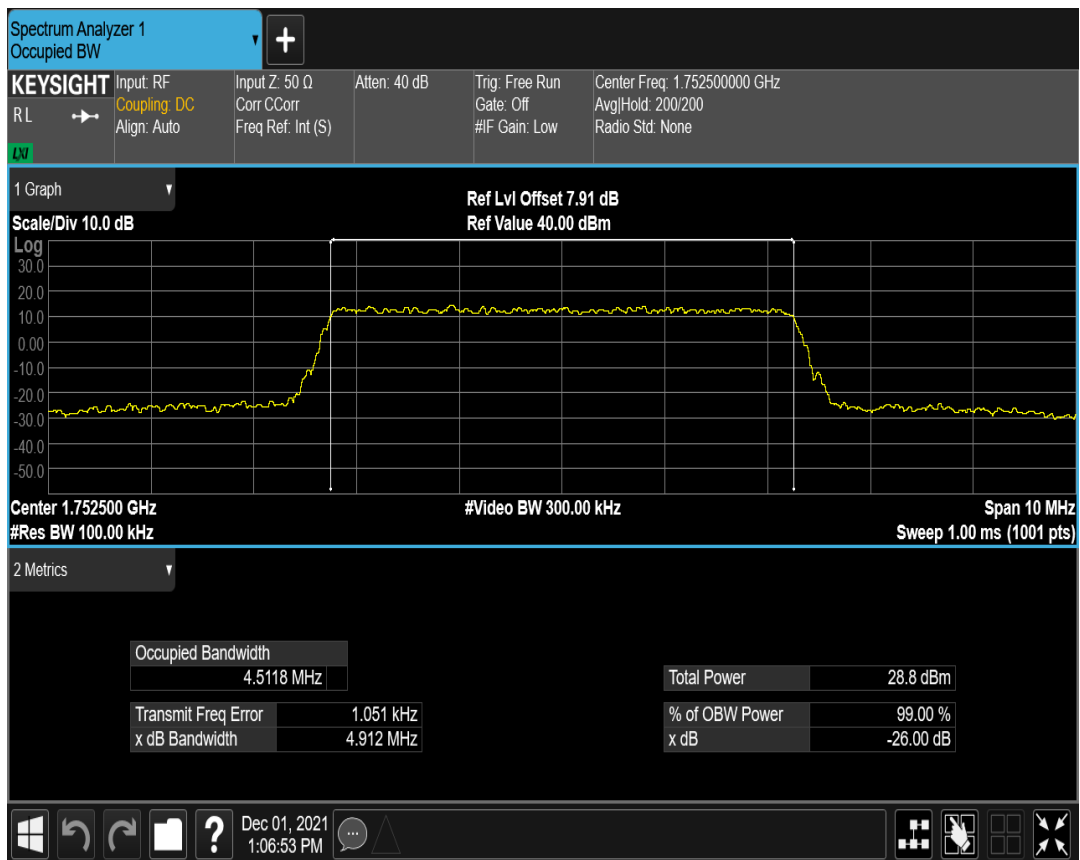 Spectrum Analyzer 1
Occupied BW
+
KEYSIGHT
R L
LXI
Input: RF
Coupling: DC
Align: Auto
Input Z: 50 Ω
Corr CCorr
Freq Ref: Int (S)
Atten: 40 dB
Trig: Free Run
Gate: Off
#IF Gain: Low
Center Freq: 1.752500000 GHz
Avg|Hold: 200/200
Radio Std: None
1 Graph
Ref Lvl Offset 7.91 dB
Scale/Div 10.0 dB
Ref Value 40.00 dBm
Log
30.0
20.0
10.0
0.00
-10.0
-20.0
-30.0
-40.0
-50.0
Center 1.752500 GHz
#Video BW 300.00 kHz
Span 10 MHz
#Res BW 100.00 kHz
Sweep 1.00 ms (1001 pts)
2 Metrics
Occupied Bandwidth
4.5118 MHz
Total Power 28.8 dBm
Transmit Freq Error 1.051 kHz
% of OBW Power 99.00 %
x dB Bandwidth 4.912 MHz
x dB -26.00 dB
?
Dec 01, 2021
1:06:53 PM